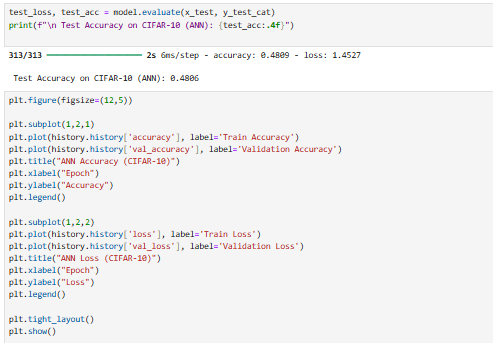 test_loss, test_acc = model.evaluate(x_test, y_test_cat)
print(f"\n Test Accuracy on CIFAR-10 (ANN): {test_acc:.4f}")
313/313 ━━━━━━━━━━━━━━━━━━━━ 2s 6ms/step - accuracy: 0.4809 - loss: 1.4527
Test Accuracy on CIFAR-10 (ANN): 0.4806
plt.figure(figsize=(12,5))
plt.subplot(1,2,1)
plt.plot(history.history['accuracy'], label='Train Accuracy')
plt.plot(history.history['val_accuracy'], label='Validation Accuracy')
plt.title("ANN Accuracy (CIFAR-10)")
plt.xlabel("Epoch")
plt.ylabel("Accuracy")
plt.legend()
plt.subplot(1,2,2)
plt.plot(history.history['loss'], label='Train Loss')
plt.plot(history.history['val_loss'], label='Validation Loss')
plt.title("ANN Loss (CIFAR-10)")
plt.xlabel("Epoch")
plt.ylabel("Loss")
plt.legend()
plt.tight_layout()
plt.show()